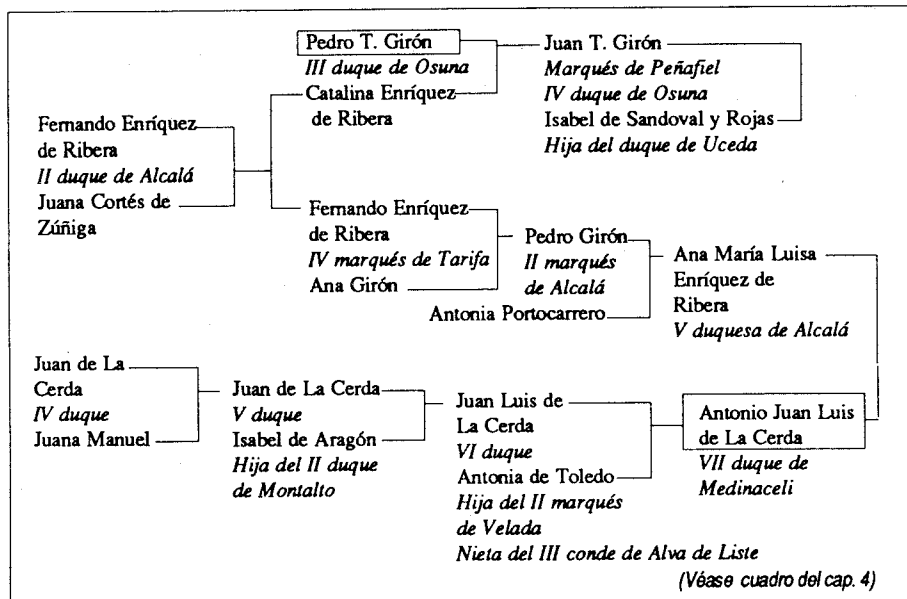 Pedro T. Girón
III duque de Osuna
Catalina Enríquez
de Ribera
Juan T. Girón
Marqués de Peñafiel
IV duque de Osuna
Isabel de Sandoval y Rojas
Hija del duque de Uceda
Fernando Enríquez
de Ribera
II duque de Alcalá
Juana Cortés de
Zúñiga
Fernando Enríquez
de Ribera
IV marqués de Tarifa
Ana Girón
Pedro Girón
II marqués
de Alcalá
Antonia Portocarrero
Ana María Luisa
Enríquez de
Ribera
V duquesa de Alcalá
Juan de La
Cerda
IV duque
Juana Manuel
Juan de La Cerda
V duque
Isabel de Aragón
Hija del II duque
de Montalto
Juan Luis de
La Cerda
VI duque
Antonia de Toledo
Hija del II marqués
de Velada
Nieta del III conde de Alva de Liste
Antonio Juan Luis
de La Cerda
VII duque de
Medinaceli
(Véase cuadro del cap. 4)